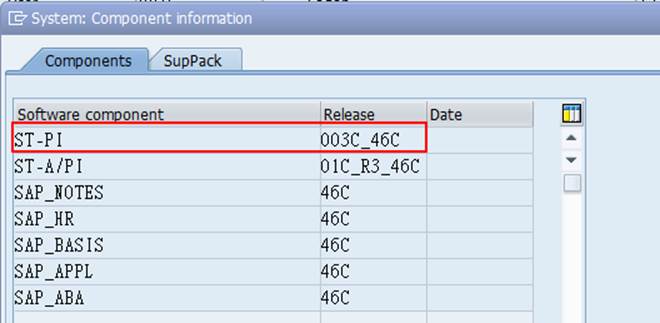 System: Component information
Components SupPack
Software component Release Date
ST-PI 003C_46C
ST-A/PI 01C_R3_46C
SAP_NOTES 46C
SAP_HR 46C
SAP_BASIS 46C
SAP_APPL 46C
SAP_ABA 46C